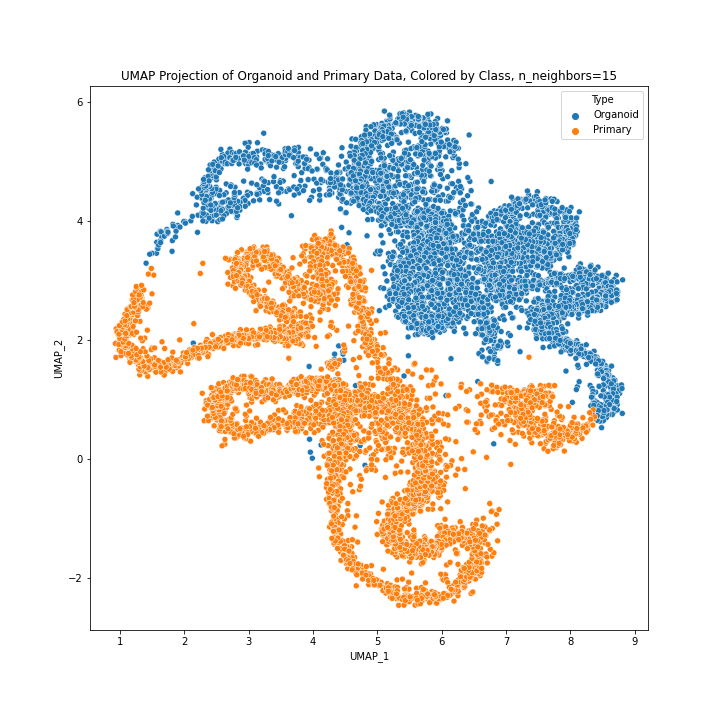 UMAP Projection of Organoid and Primary Data, Colored by Class, n_neighbors=15
Type
Organoid
Primary
6
4
2
0
−2
UMAP_2
1 2 3 4 5 6 7 8 9
UMAP_1